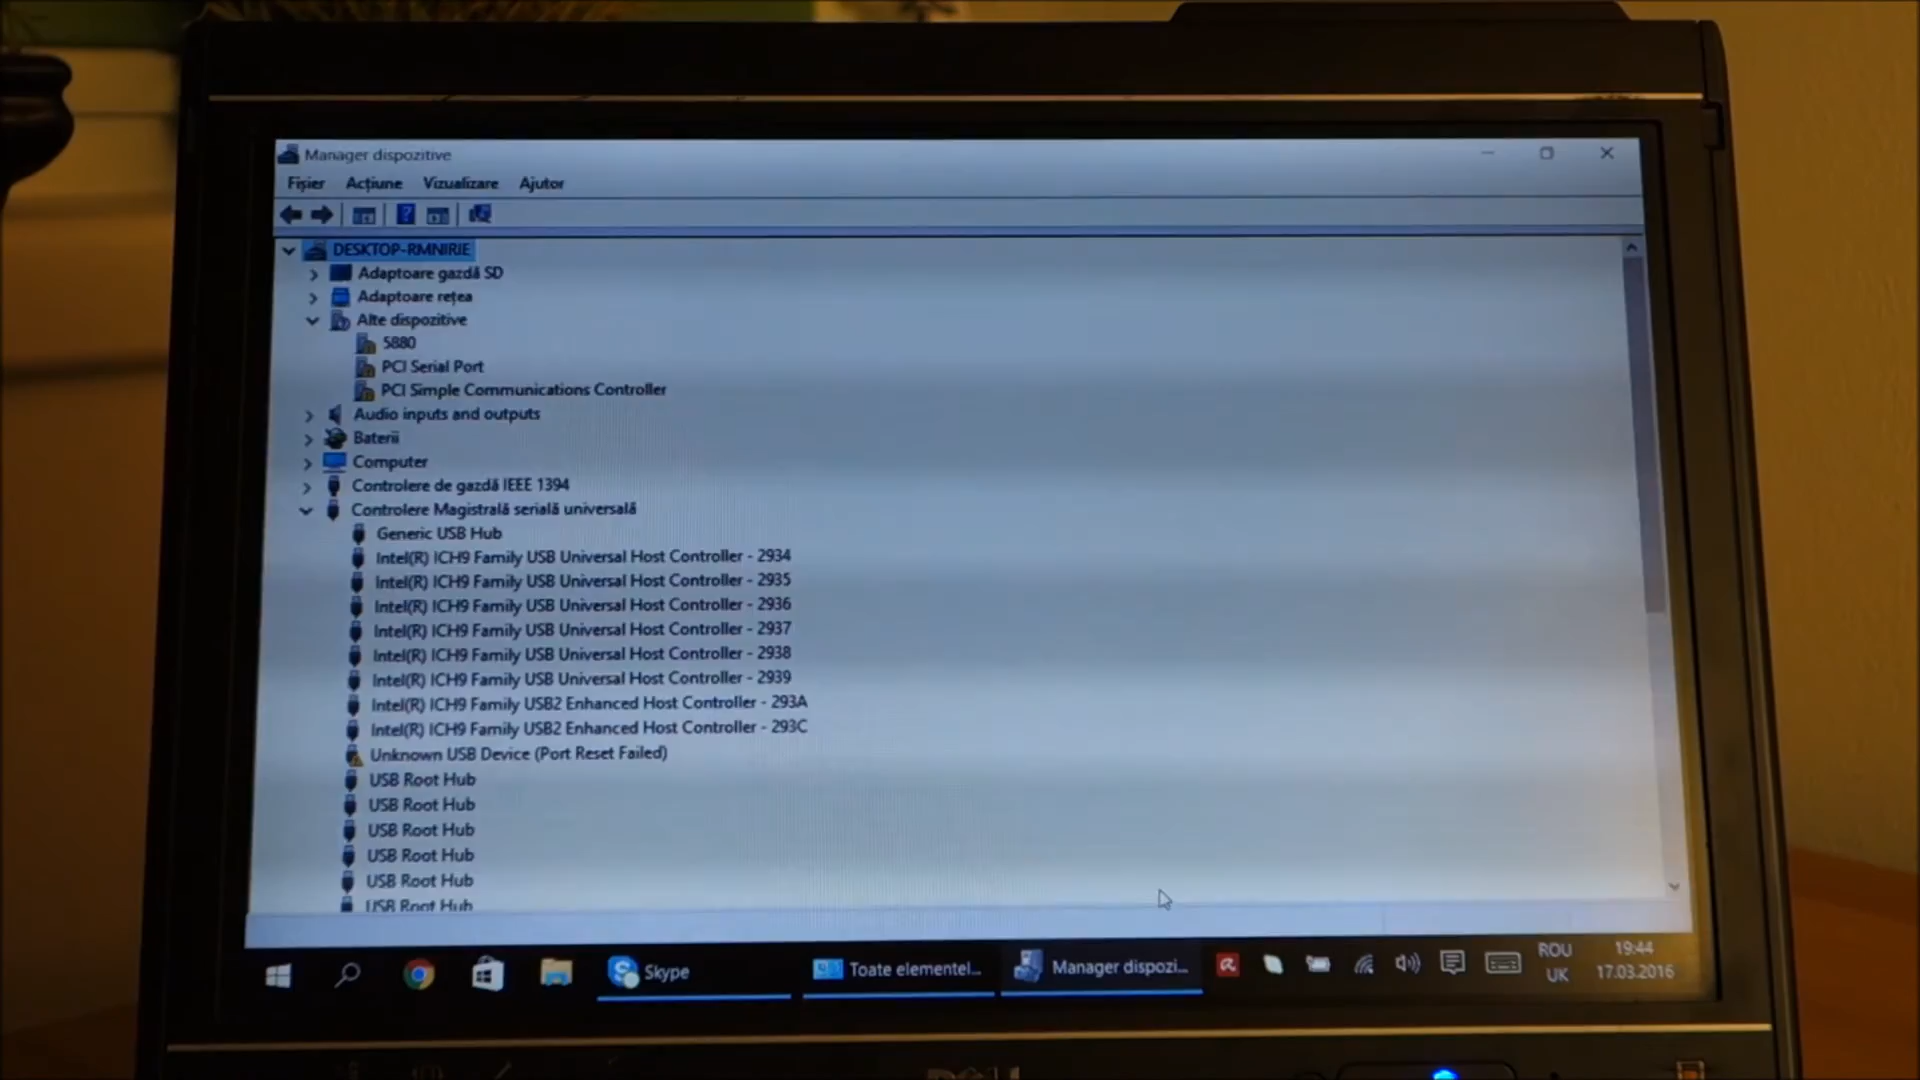 Manager dispozitive
Fișier Acțiune Vizualizare Ajutor
DESKTOP-RMNIRIE
Adaptoare gazdă SD
Adaptoare rețea
Alte dispozitive
5880
PCI Serial Port
PCI Simple Communications Controller
Audio inputs and outputs
Baterii
Computer
Controlere de gazdă IEEE 1394
Controlere Magistrală serială universală
Generic USB Hub
Intel(R) ICH9 Family USB Universal Host Controller - 2934
Intel(R) ICH9 Family USB Universal Host Controller - 2935
Intel(R) ICH9 Family USB Universal Host Controller - 2936
Intel(R) ICH9 Family USB Universal Host Controller - 2937
Intel(R) ICH9 Family USB Universal Host Controller - 2938
Intel(R) ICH9 Family USB Universal Host Controller - 2939
Intel(R) ICH9 Family USB2 Enhanced Host Controller - 293A
Intel(R) ICH9 Family USB2 Enhanced Host Controller - 293C
Unknown USB Device (Port Reset Failed)
USB Root Hub
USB Root Hub
USB Root Hub
USB Root Hub
USB Root Hub
USB Root Hub
Skype Toate elementel... Manager dispozi... ROU 19:44
UK 17.03.2016
DELL